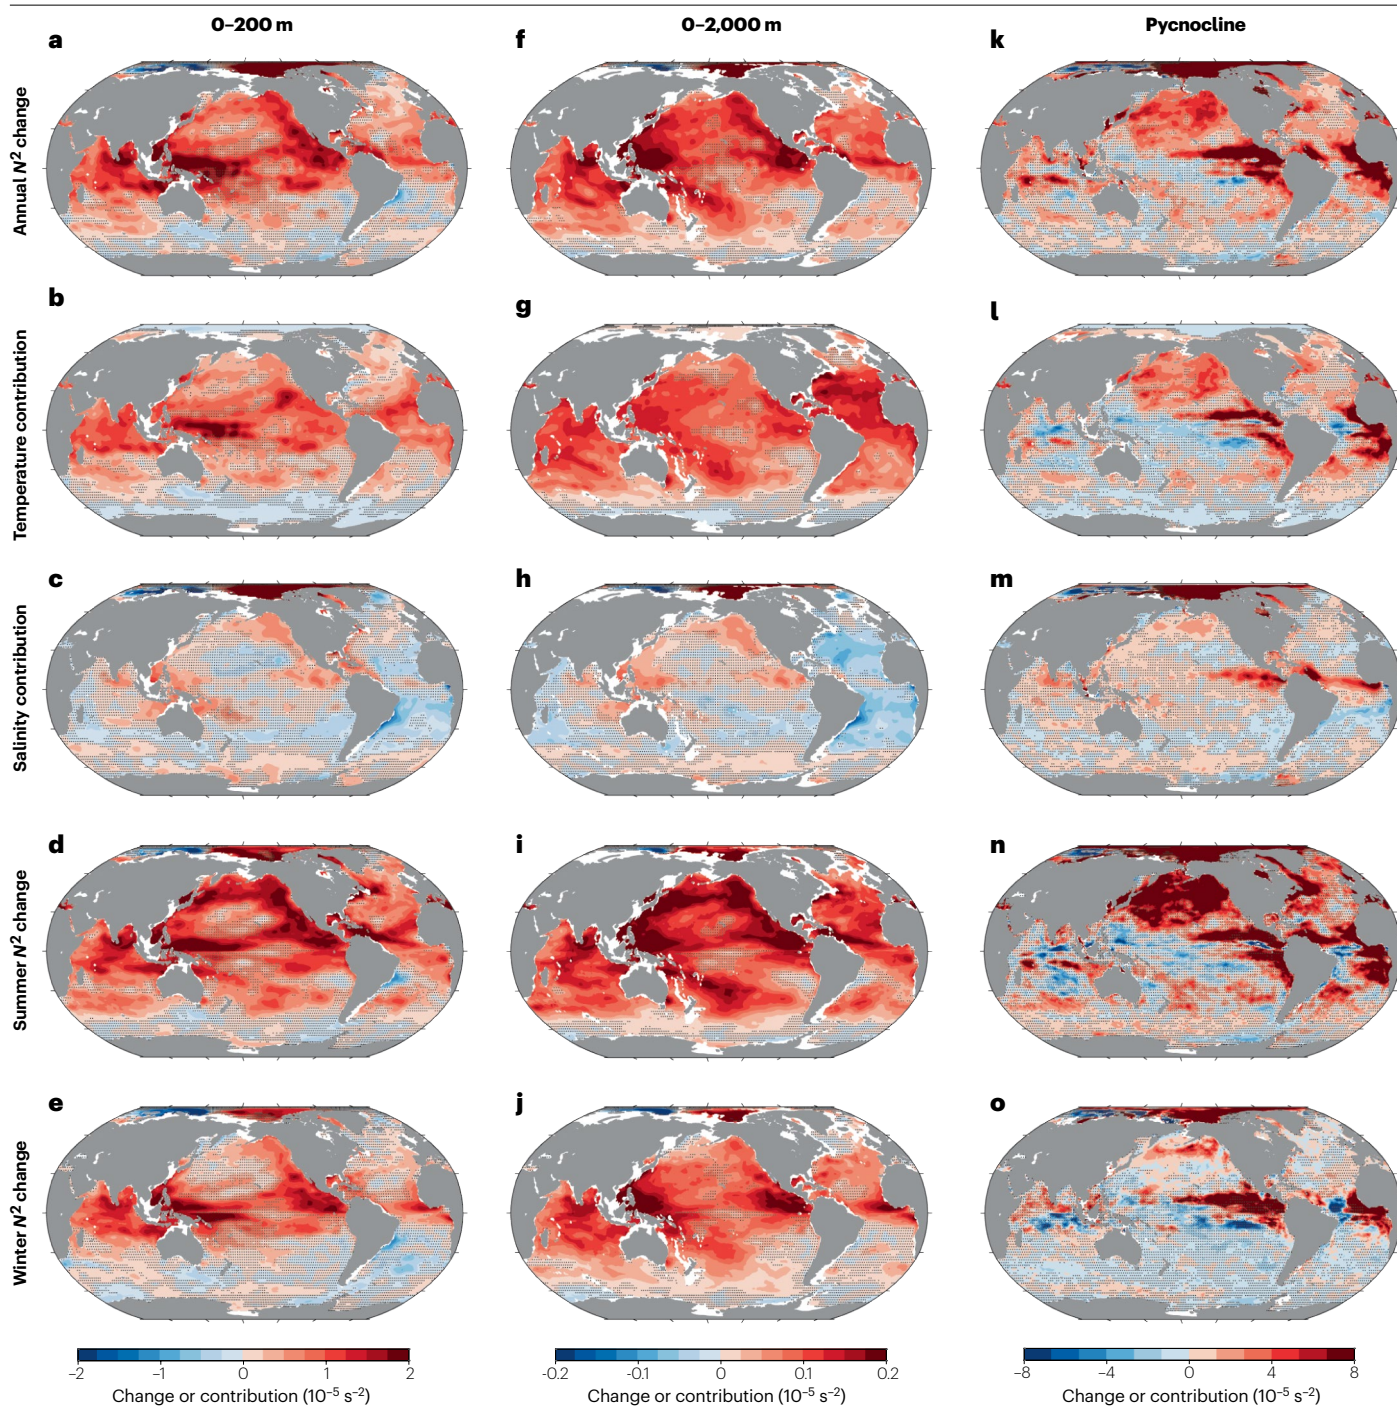 0–200 m
0–2,000 m
Pycnocline
a
f
k
Annual N² change
b
g
l
Temperature contribution
c
h
m
Salinity contribution
d
i
n
Summer N² change
e
j
o
Winter N² change
–2 –1 0 1 2
Change or contribution (10⁻⁵ s⁻²)
–0.2 –0.1 0 0.1 0.2
Change or contribution (10⁻⁵ s⁻²)
–8 –4 0 4 8
Change or contribution (10⁻⁵ s⁻²)